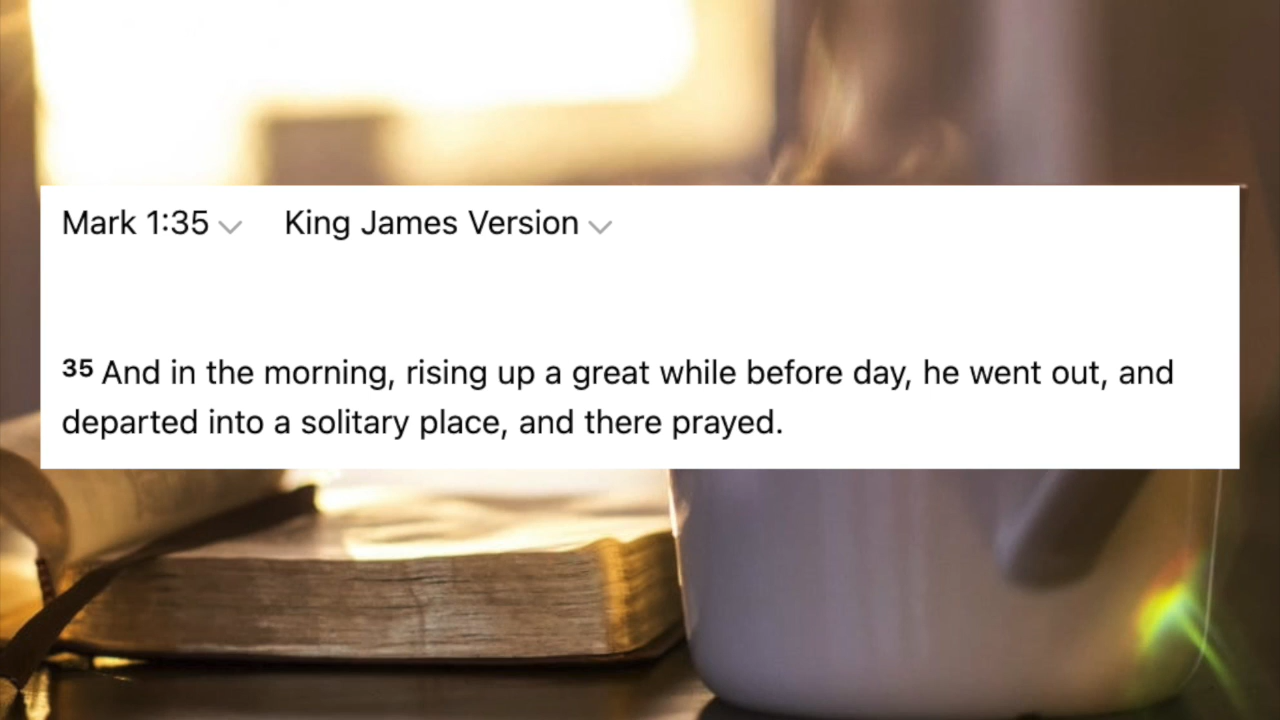 Mark 1:35 King James Version
35 And in the morning, rising up a great while before day, he went out, and
departed into a solitary place, and there prayed.